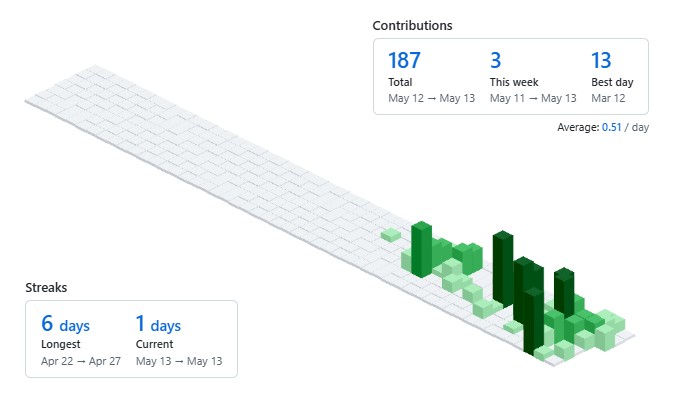 Contributions
187 3 13
Total This week Best day
May 12 → May 13 May 11 → May 13 Mar 12
Average: 0.51 / day
Streaks
6 days 1 days
Longest Current
Apr 22 → Apr 27 May 13 → May 13